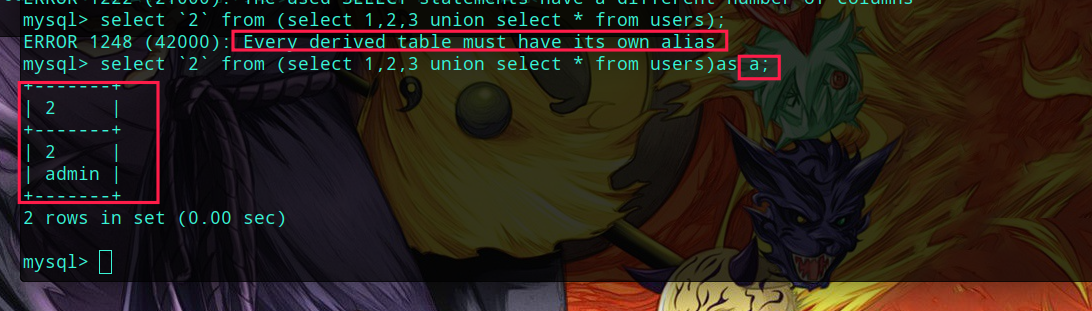 ERROR 1222 (21000): The used SELECT statements have a different number of columns
mysql> select `2` from (select 1,2,3 union select * from users);
ERROR 1248 (42000): Every derived table must have its own alias
mysql> select `2` from (select 1,2,3 union select * from users)as a;
+-------+
| 2     |
+-------+
| 2     |
| admin |
+-------+
2 rows in set (0.00 sec)
mysql>